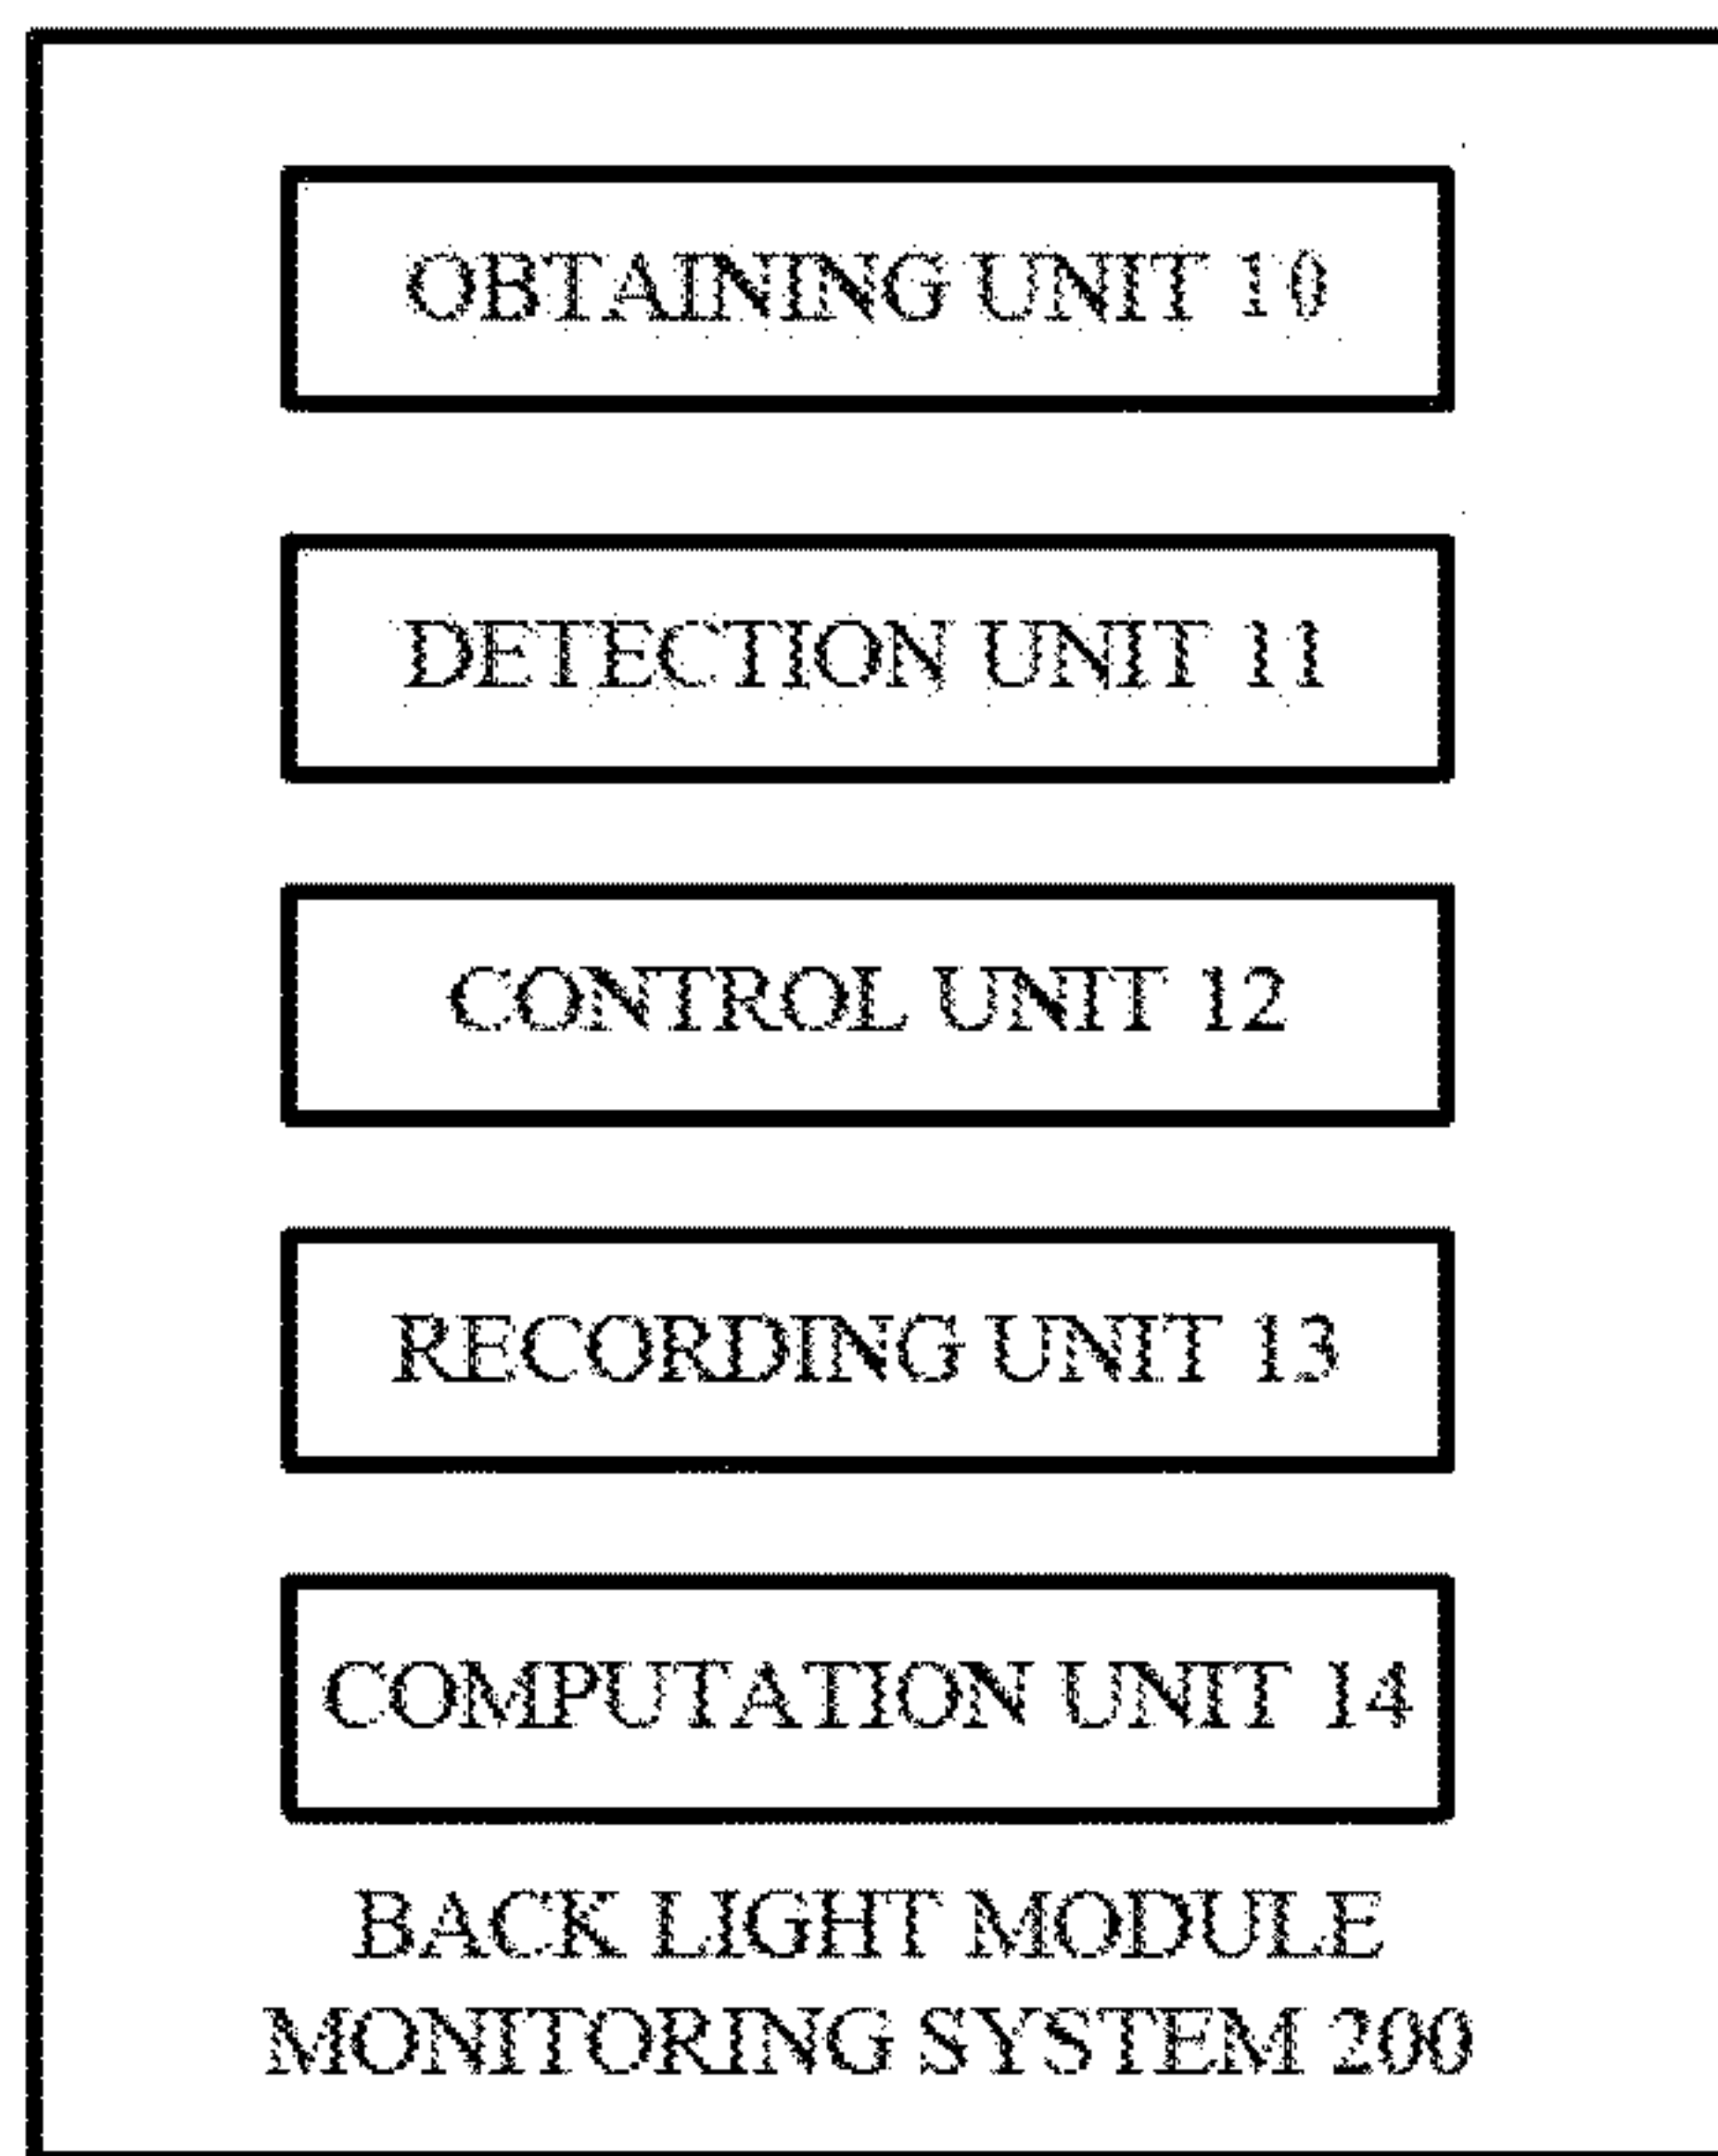 OBTAINING UNIT 10
DETECTION UNIT 11
CONTROL UNIT 12
RECORDING UNIT 13
COMPUTATION UNIT 14
BACK LIGHT MODULE
MONITORING SYSTEM 200